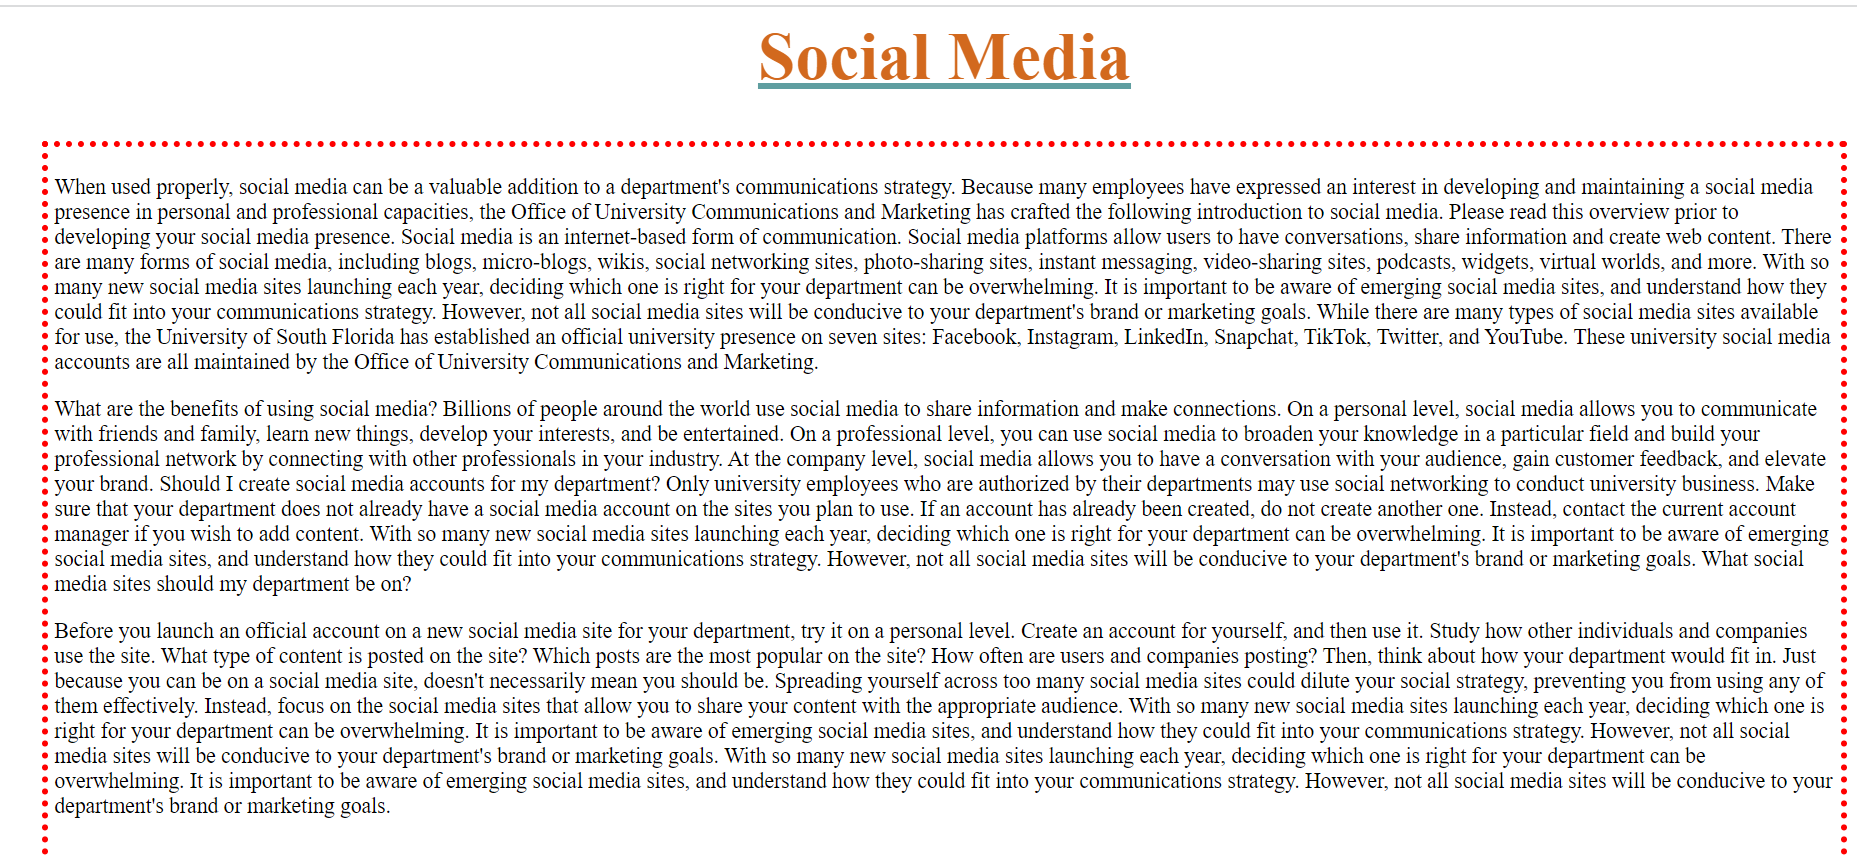 Social Media
When used properly, social media can be a valuable addition to a department's communications strategy. Because many employees have expressed an interest in developing and maintaining a social media
presence in personal and professional capacities, the Office of University Communications and Marketing has crafted the following introduction to social media. Please read this overview prior to
developing your social media presence. Social media is an internet-based form of communication. Social media platforms allow users to have conversations, share information and create web content. There
are many forms of social media, including blogs, micro-blogs, wikis, social networking sites, photo-sharing sites, instant messaging, video-sharing sites, podcasts, widgets, virtual worlds, and more. With so
many new social media sites launching each year, deciding which one is right for your department can be overwhelming. It is important to be aware of emerging social media sites, and understand how they
could fit into your communications strategy. However, not all social media sites will be conducive to your department's brand or marketing goals. While there are many types of social media sites available
for use, the University of South Florida has established an official university presence on seven sites: Facebook, Instagram, LinkedIn, Snapchat, TikTok, Twitter, and YouTube. These university social media
accounts are all maintained by the Office of University Communications and Marketing.
What are the benefits of using social media? Billions of people around the world use social media to share information and make connections. On a personal level, social media allows you to communicate
with friends and family, learn new things, develop your interests, and be entertained. On a professional level, you can use social media to broaden your knowledge in a particular field and build your
professional network by connecting with other professionals in your industry. At the company level, social media allows you to have a conversation with your audience, gain customer feedback, and elevate
your brand. Should I create social media accounts for my department? Only university employees who are authorized by their departments may use social networking to conduct university business. Make
sure that your department does not already have a social media account on the sites you plan to use. If an account has already been created, do not create another one. Instead, contact the current account
manager if you wish to add content. With so many new social media sites launching each year, deciding which one is right for your department can be overwhelming. It is important to be aware of emerging
social media sites, and understand how they could fit into your communications strategy. However, not all social media sites will be conducive to your department's brand or marketing goals. What social
media sites should my department be on?
Before you launch an official account on a new social media site for your department, try it on a personal level. Create an account for yourself, and then use it. Study how other individuals and companies
use the site. What type of content is posted on the site? Which posts are the most popular on the site? How often are users and companies posting? Then, think about how your department would fit in. Just
because you can be on a social media site, doesn't necessarily mean you should be. Spreading yourself across too many social media sites could dilute your social strategy, preventing you from using any of
them effectively. Instead, focus on the social media sites that allow you to share your content with the appropriate audience. With so many new social media sites launching each year, deciding which one is
right for your department can be overwhelming. It is important to be aware of emerging social media sites, and understand how they could fit into your communications strategy. However, not all social
media sites will be conducive to your department's brand or marketing goals. With so many new social media sites launching each year, deciding which one is right for your department can be
overwhelming. It is important to be aware of emerging social media sites, and understand how they could fit into your communications strategy. However, not all social media sites will be conducive to your
department's brand or marketing goals.